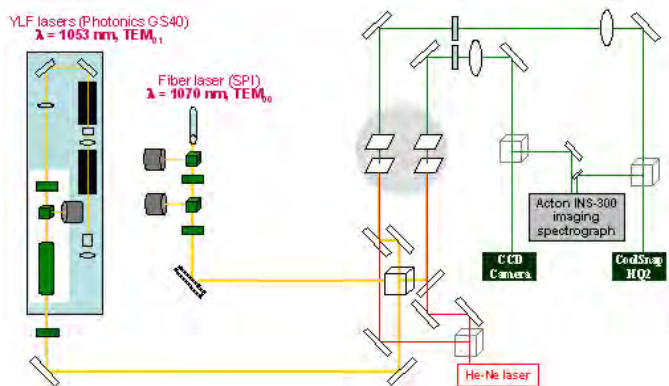 YLF lasers (Photonics GS40)
λ = 1053 nm, TEM₀₁
Fiber laser (SPI)
λ = 1070 nm, TEM₀₀
Acton INS-300
imaging
spectrograph
CCD
Camera
CoolSnap
HQ2
He-Ne laser